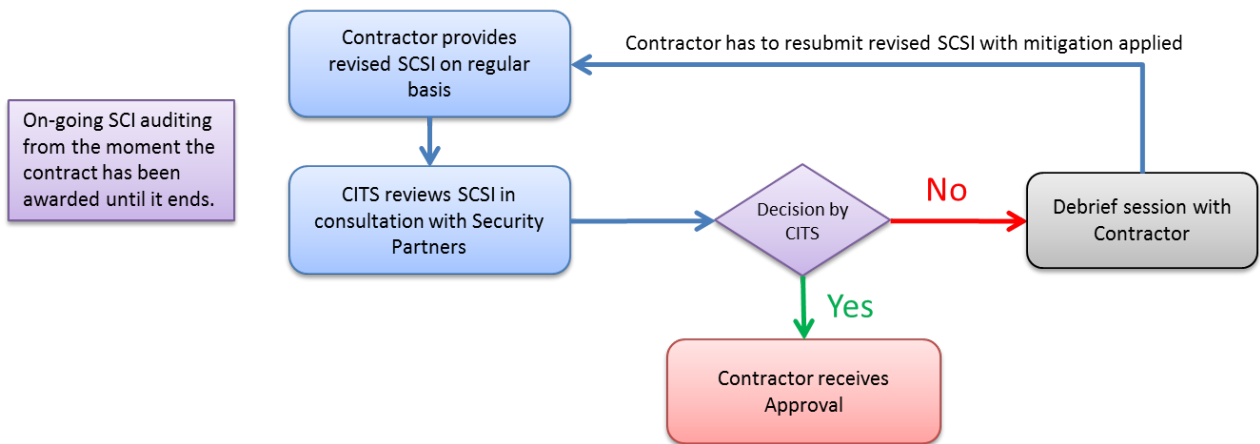 Contractor provides
revised SCSI on regular
basis
Contractor has to resubmit revised SCSI with mitigation applied
On-going SCI auditing
from the moment the
contract has been
awarded until it ends.
CITS reviews SCSI in
consultation with Security
Partners
Decision by
CITS
No
Debrief session with
Contractor
Yes
Contractor receives
Approval